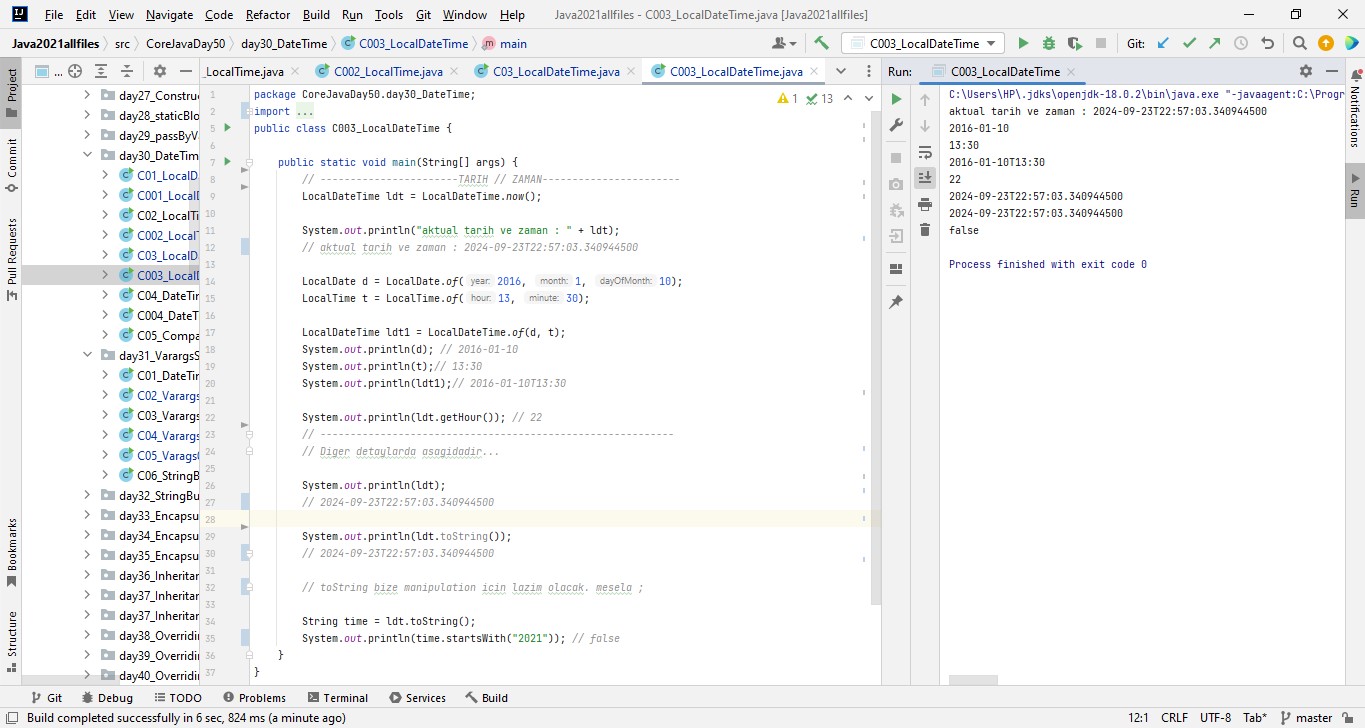 File Edit View Navigate Code Refactor Build Run Tools Git Window Help Java2021allfiles - C003_LocalDateTime.java [Java2021allfiles]
Java2021allfiles src CoreJavaDay50 day30_DateTime C003_LocalDateTime main C003_LocalDateTime Git:
Project
Commit
Pull Requests
Bookmarks
Structure
...
day27_Constru
day28_staticBlo
day29_passByVa
day30_DateTim
C01_LocalD
C001_Local
C02_LocalTi
C002_Local
C03_LocalD
C003_Local
C04_DateTi
C004_DateT
C05_Compa
day31_VarargsS
C01_DateTin
C02_Varargs
C03_Varargs
C04_Varargs
C05_VaragsO
C06_StringB
day32_StringBu
day33_Encapsu
day34_Encapsu
day35_Encapsu
day36_Inheritar
day37_Inheritar
day37_Inheritar
day38_Overridin
day39_Overridin
day40_Overridin
_LocalTime.java C002_LocalTime.java C03_LocalDateTime.java C003_LocalDateTime.java
1 13
1 package CoreJavaDay50.day30_DateTime;
2 import ...
5 public class C003_LocalDateTime {
6
7 public static void main(String[] args) {
8 // -----------------------TARIH // ZAMAN-----------------------
9 LocalDateTime ldt = LocalDateTime.now();
10
11 System.out.println("aktual tarih ve zaman : " + ldt);
12 // aktual tarih ve zaman : 2024-09-23T22:57:03.340944500
13
14 LocalDate d = LocalDate.of( year: 2016, month: 1, dayOfMonth: 10);
15 LocalTime t = LocalTime.of( hour: 13, minute: 30);
16
17 LocalDateTime ldt1 = LocalDateTime.of(d, t);
18 System.out.println(d); // 2016-01-10
19 System.out.println(t);// 13:30
20 System.out.println(ldt1);// 2016-01-10T13:30
21
22 System.out.println(ldt.getHour()); // 22
23 // -----------------------------------------------------------
24 // Diger detaylarda asagidadir...
25
26 System.out.println(ldt);
27 // 2024-09-23T22:57:03.340944500
28
29 System.out.println(ldt.toString());
30 // 2024-09-23T22:57:03.340944500
31
32 // toString bize manipulation icin lazim olacak. mesela ;
33
34 String time = ldt.toString();
35 System.out.println(time.startsWith("2021")); // false
36 }
37 }
Run: C003_LocalDateTime
C:\Users\HP\.jdks\openjdk-18.0.2\bin\java.exe "-javaagent:C:\Progr
aktual tarih ve zaman : 2024-09-23T22:57:03.340944500
2016-01-10
13:30
2016-01-10T13:30
22
2024-09-23T22:57:03.340944500
2024-09-23T22:57:03.340944500
false
Process finished with exit code 0
Notifications
Run
Git Debug TODO Problems Terminal Services Build
Build completed successfully in 6 sec, 824 ms (a minute ago) 12:1 CRLF UTF-8 Tab* master